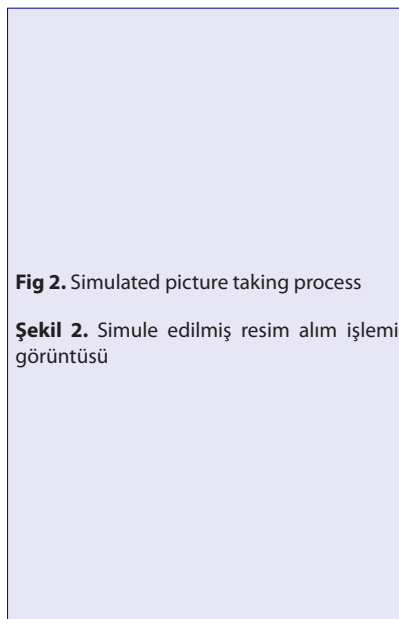 Fig 2. Simulated picture taking process
Şekil 2. Simule edilmiş resim alım işlemi
görüntüsü